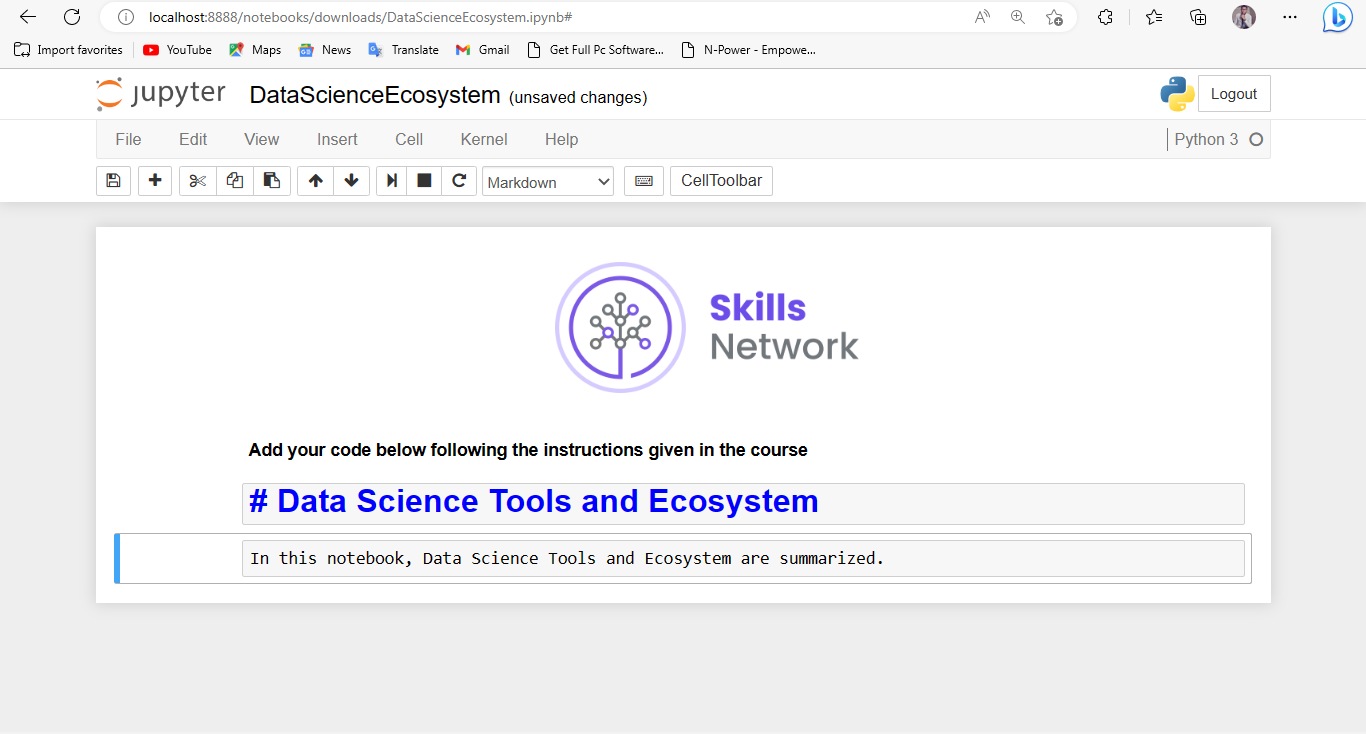 localhost:8888/notebooks/downloads/DataScienceEcosystem.ipynb#
Import favorites YouTube Maps News Translate Gmail Get Full Pc Software... N-Power - Empowe...
jupyter DataScienceEcosystem (unsaved changes) Logout
File Edit View Insert Cell Kernel Help Python 3
Markdown CellToolbar
Skills
Network
Add your code below following the instructions given in the course
# Data Science Tools and Ecosystem
In this notebook, Data Science Tools and Ecosystem are summarized.